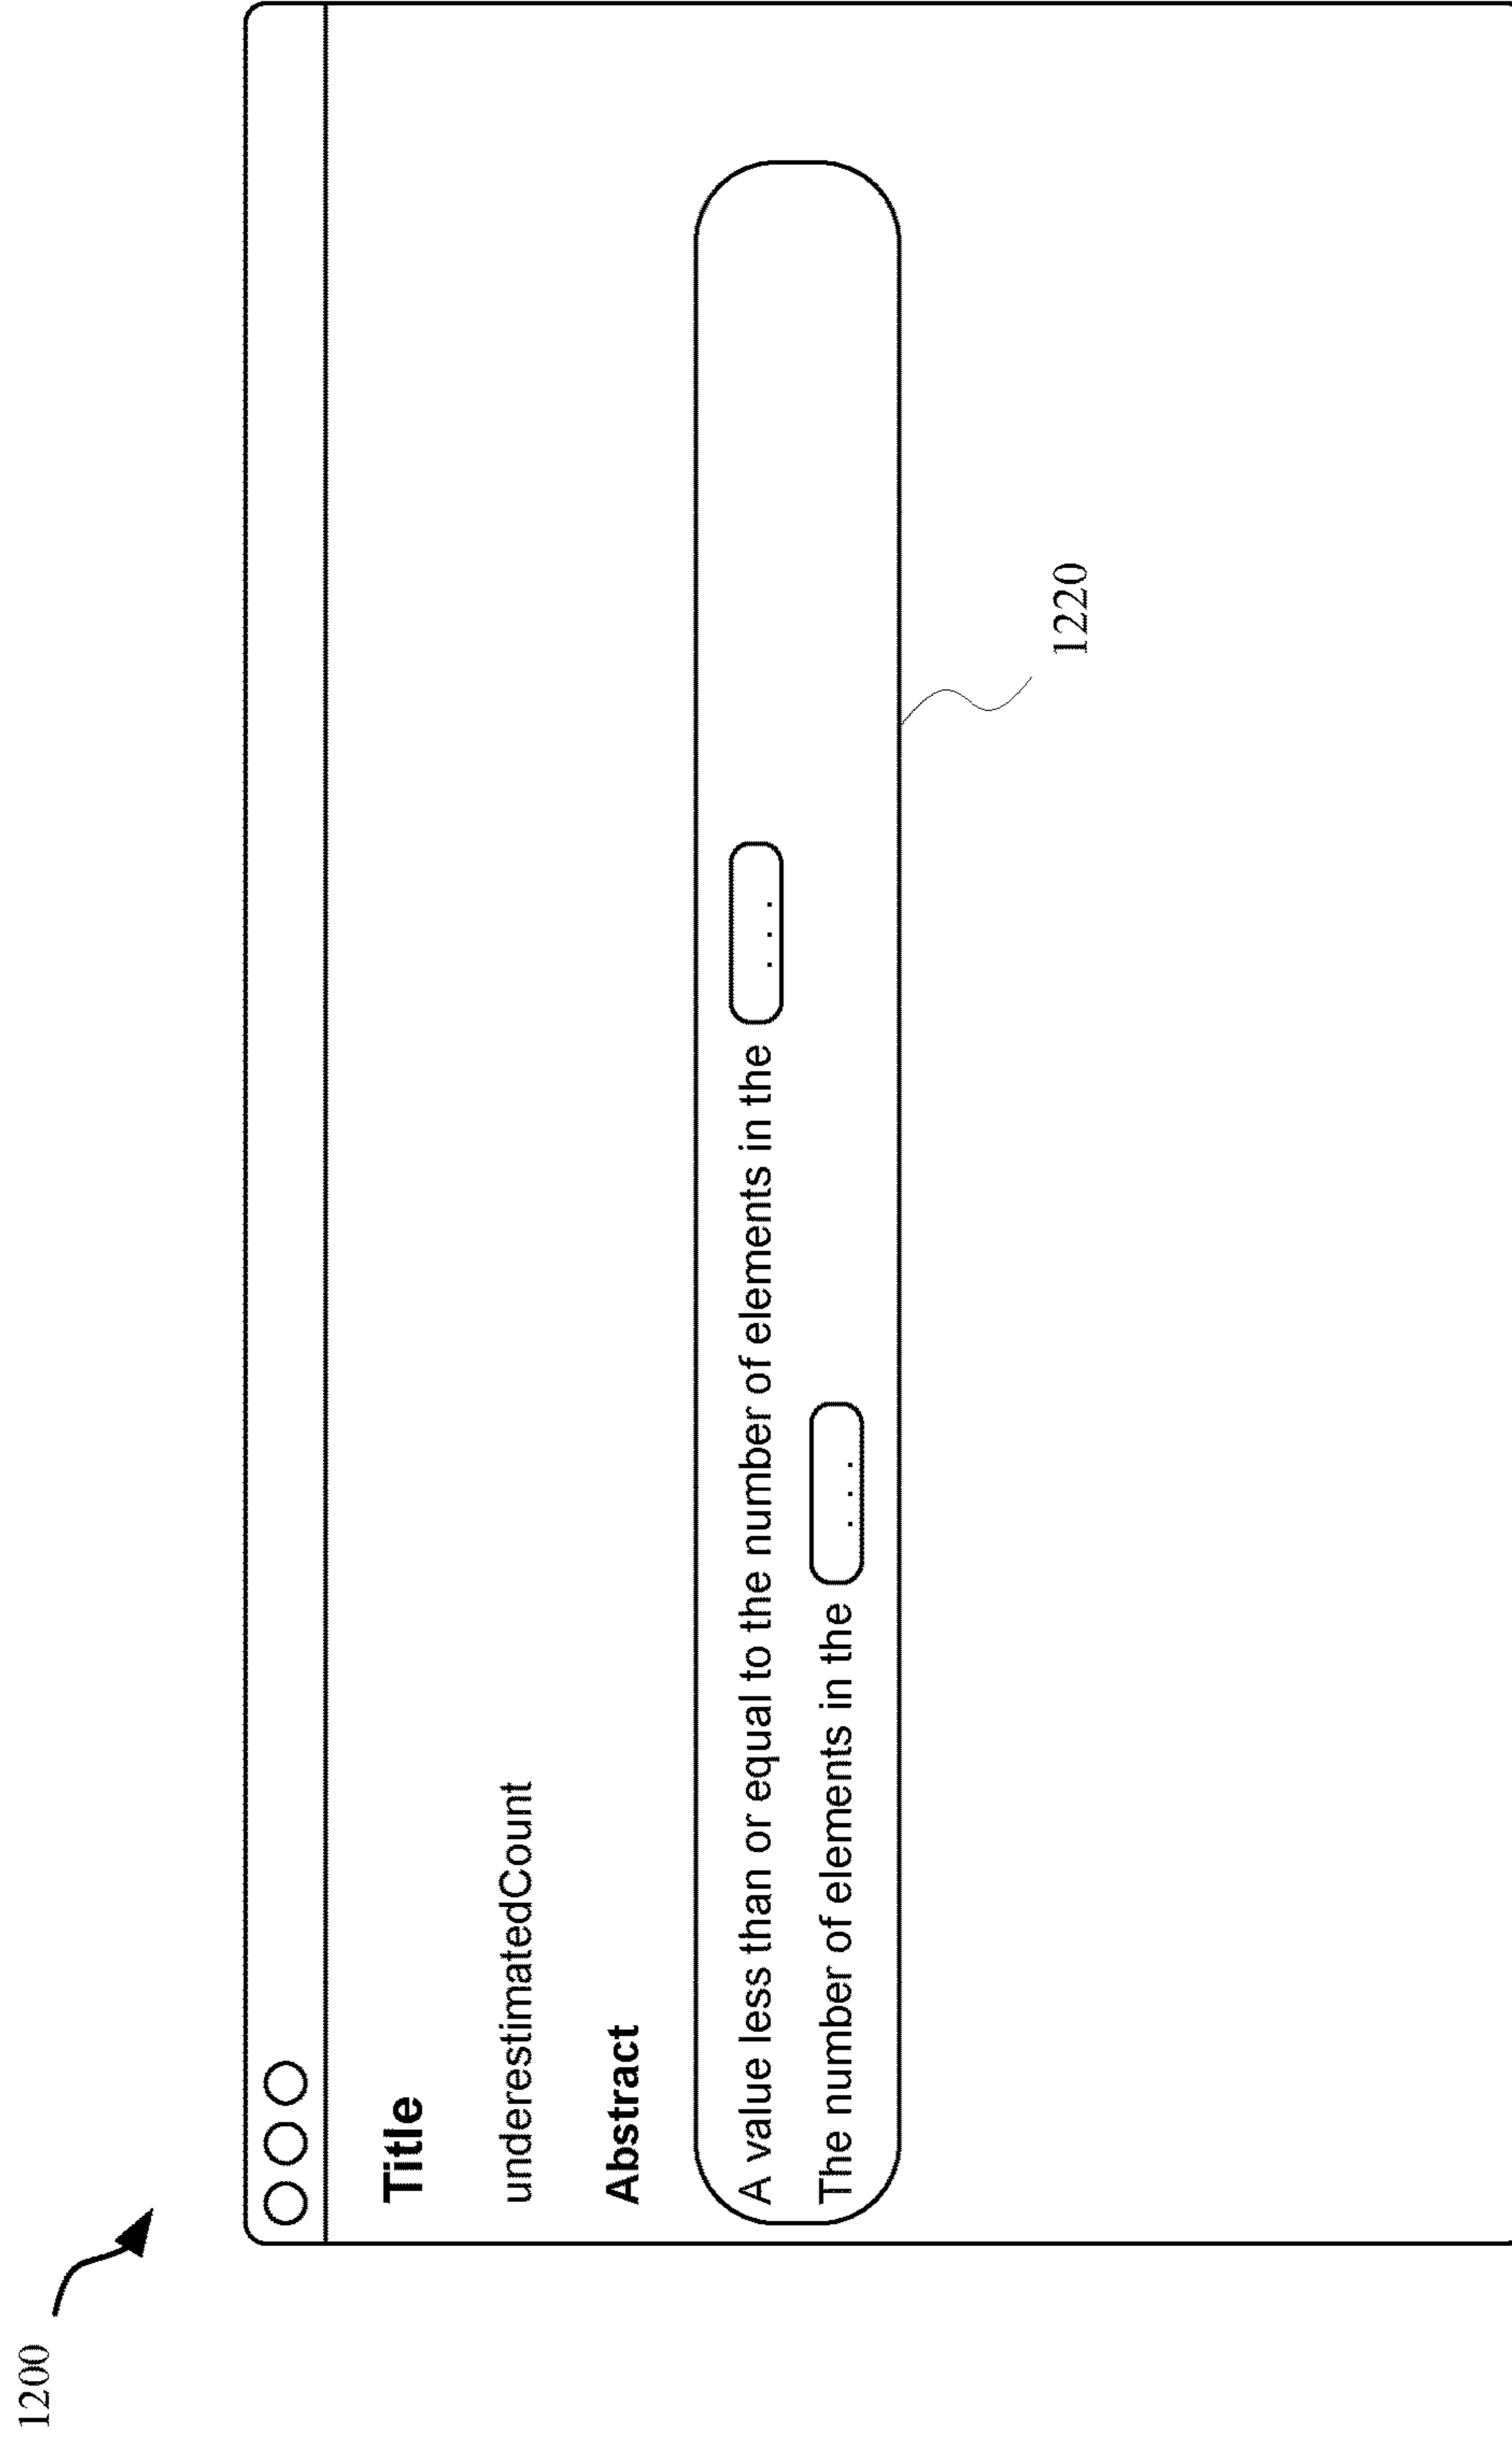 1200
Title
underestimatedCount
Abstract
A value less than or equal to the number of elements in the ...
The number of elements in the ...
1220